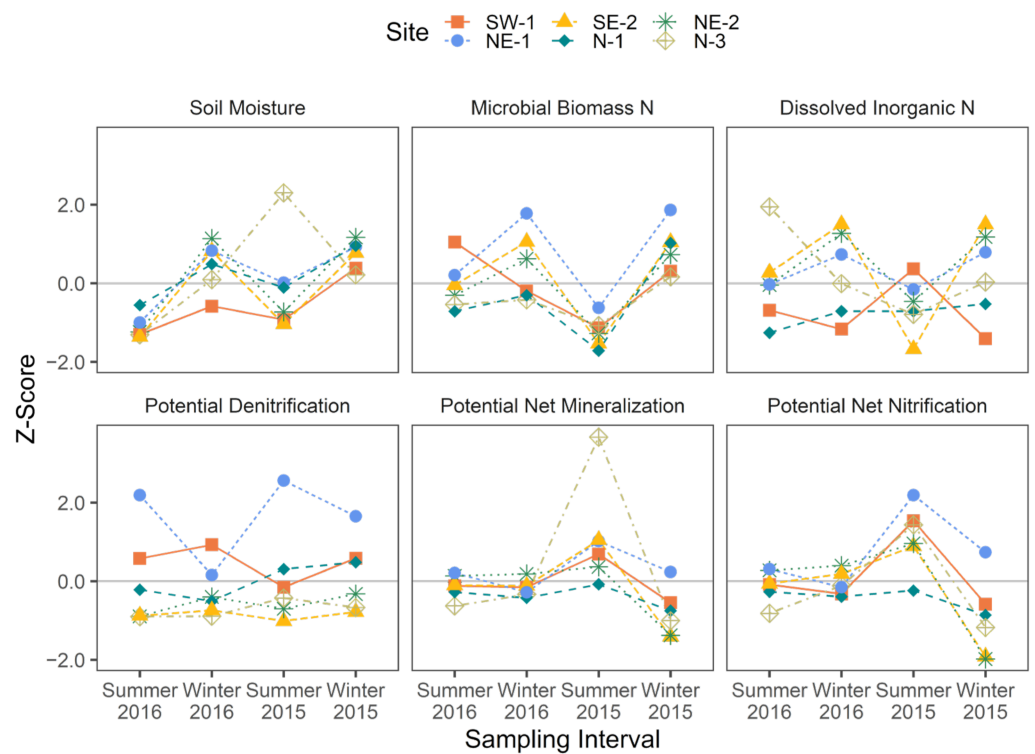 Site SW-1 SE-2 NE-2
NE-1 N-1 N-3
Soil Moisture Microbial Biomass N Dissolved Inorganic N
2.0
0.0
−2.0
Z-Score
Potential Denitrification Potential Net Mineralization Potential Net Nitrification
2.0
0.0
−2.0
Summer Winter Summer Winter Summer Winter Summer Winter Summer Winter Summer Winter
2016 2016 2015 2015 2016 2016 2015 2015 2016 2016 2015 2015
Sampling Interval